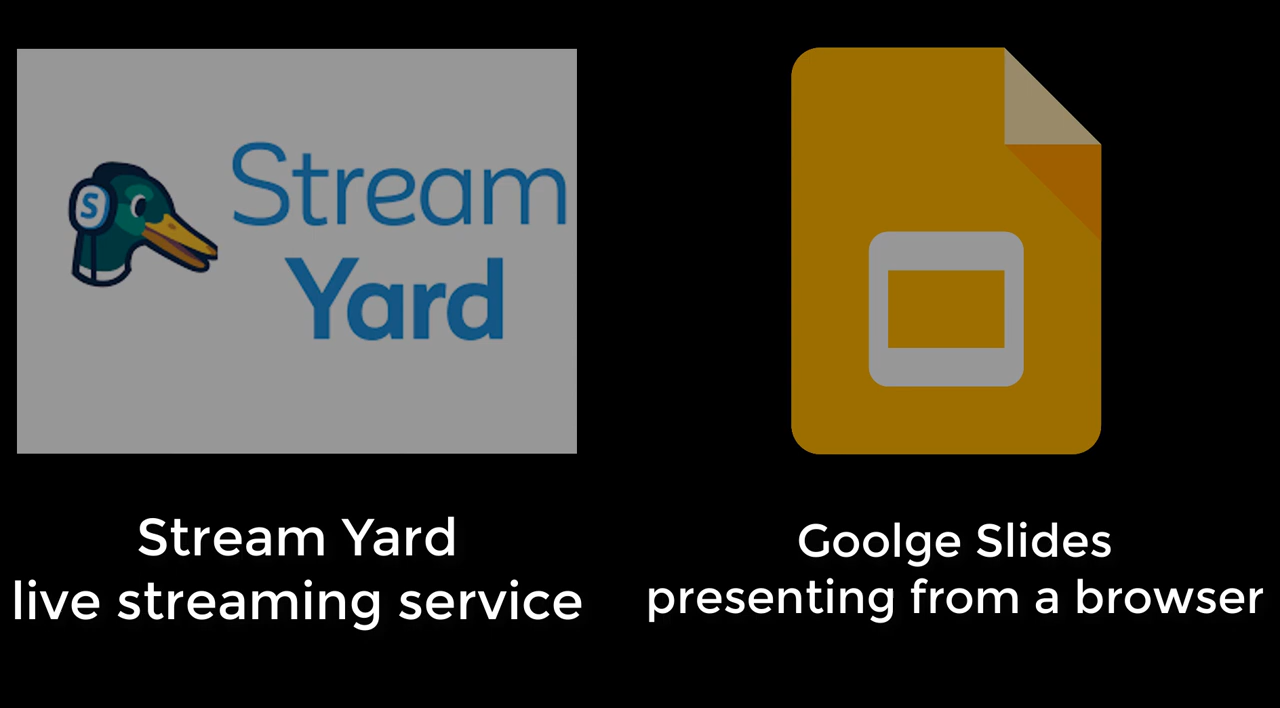 S
Stream
Yard
Stream Yard
live streaming service
Goolge Slides
presenting from a browser